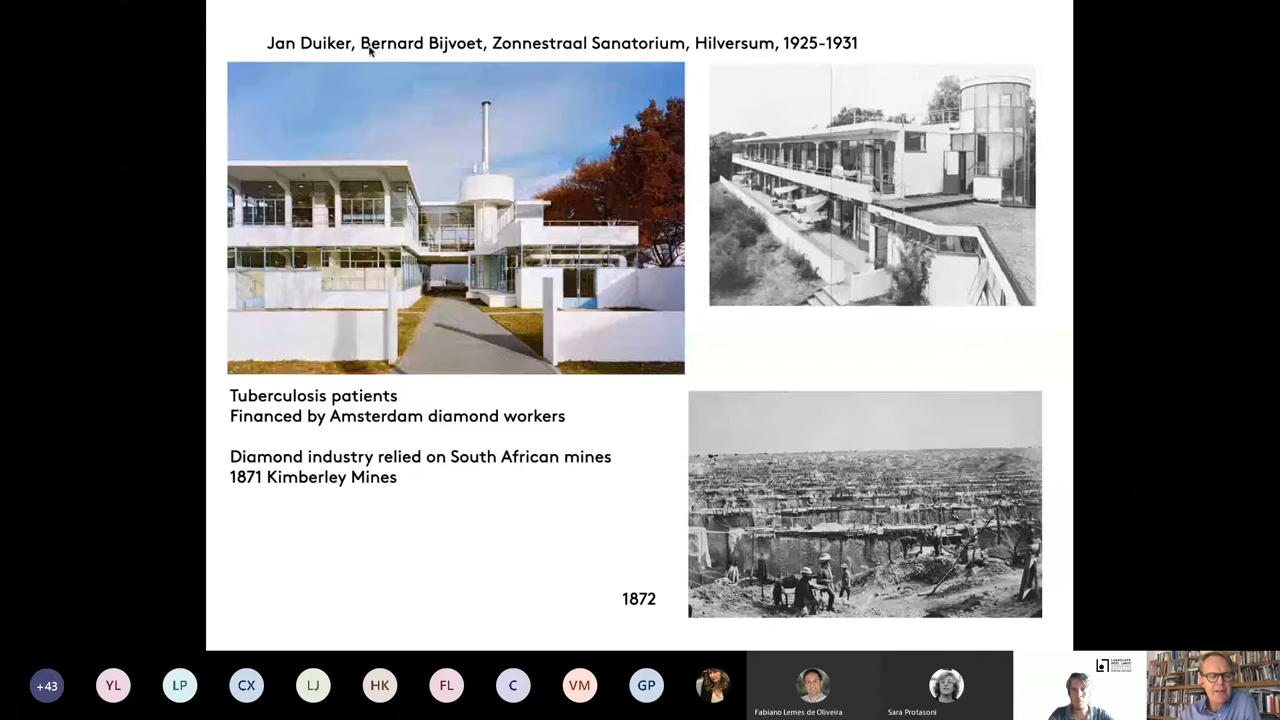 Jan Duiker, Bernard Bijvoet, Zonnestraal Sanatorium, Hilversum, 1925-1931
Tuberculosis patients
Financed by Amsterdam diamond workers
Diamond industry relied on South African mines
1871 Kimberley Mines
1872
+43
YL
LP
CX
LJ
HK
FL
C
VM
GP
Fabiano Lemes de Oliveira
Sara Protasoni